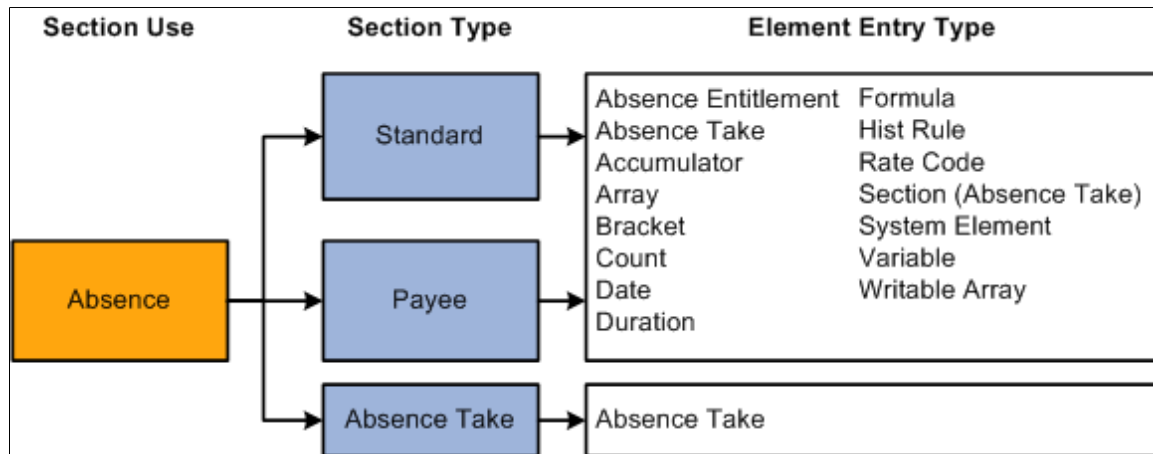 Section Use
Section Type
Element Entry Type
Absence
Standard
Payee
Absence Take
Absence Entitlement
Absence Take
Accumulator
Array
Bracket
Count
Date
Duration
Formula
Hist Rule
Rate Code
Section (Absence Take)
System Element
Variable
Writable Array
Absence Take